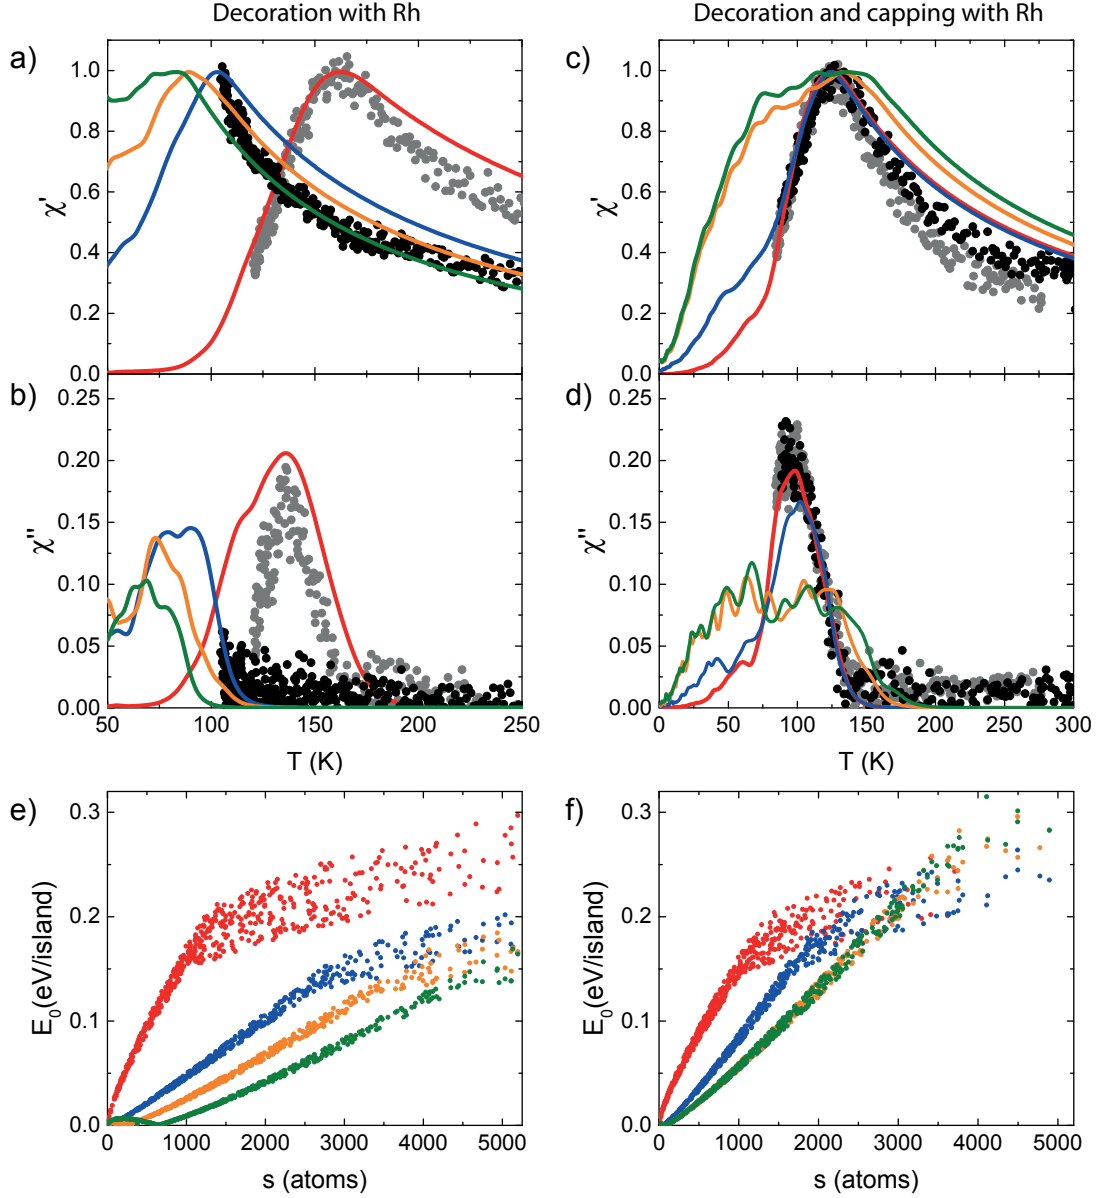 Decoration with Rh
Decoration and capping with Rh
a)
1.0
0.8
0.6
0.4
0.2
0.0
χ'
c)
1.0
0.8
0.6
0.4
0.2
0.0
χ'
b)
0.25
0.20
0.15
0.10
0.05
0.00
χ"
50 100 150 200 250
T (K)
d)
0.25
0.20
0.15
0.10
0.05
0.00
χ"
0 50 100 150 200 250 300
T (K)
e)
0.3
0.2
0.1
0.0
E₀(eV/island)
0 1000 2000 3000 4000 5000
s (atoms)
f)
0.3
0.2
0.1
0.0
E₀(eV/island)
0 1000 2000 3000 4000 5000
s (atoms)